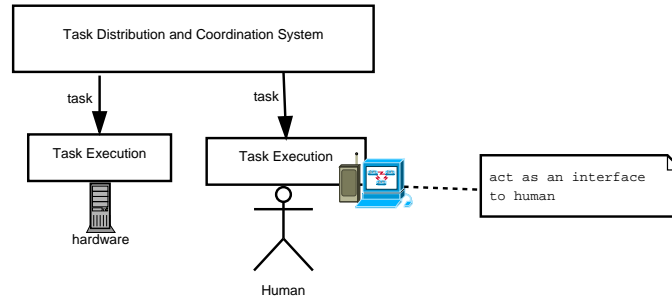 Task Distribution and Coordination System
task
task
Task Execution
Task Execution
act as an interface
to human
hardware
Human